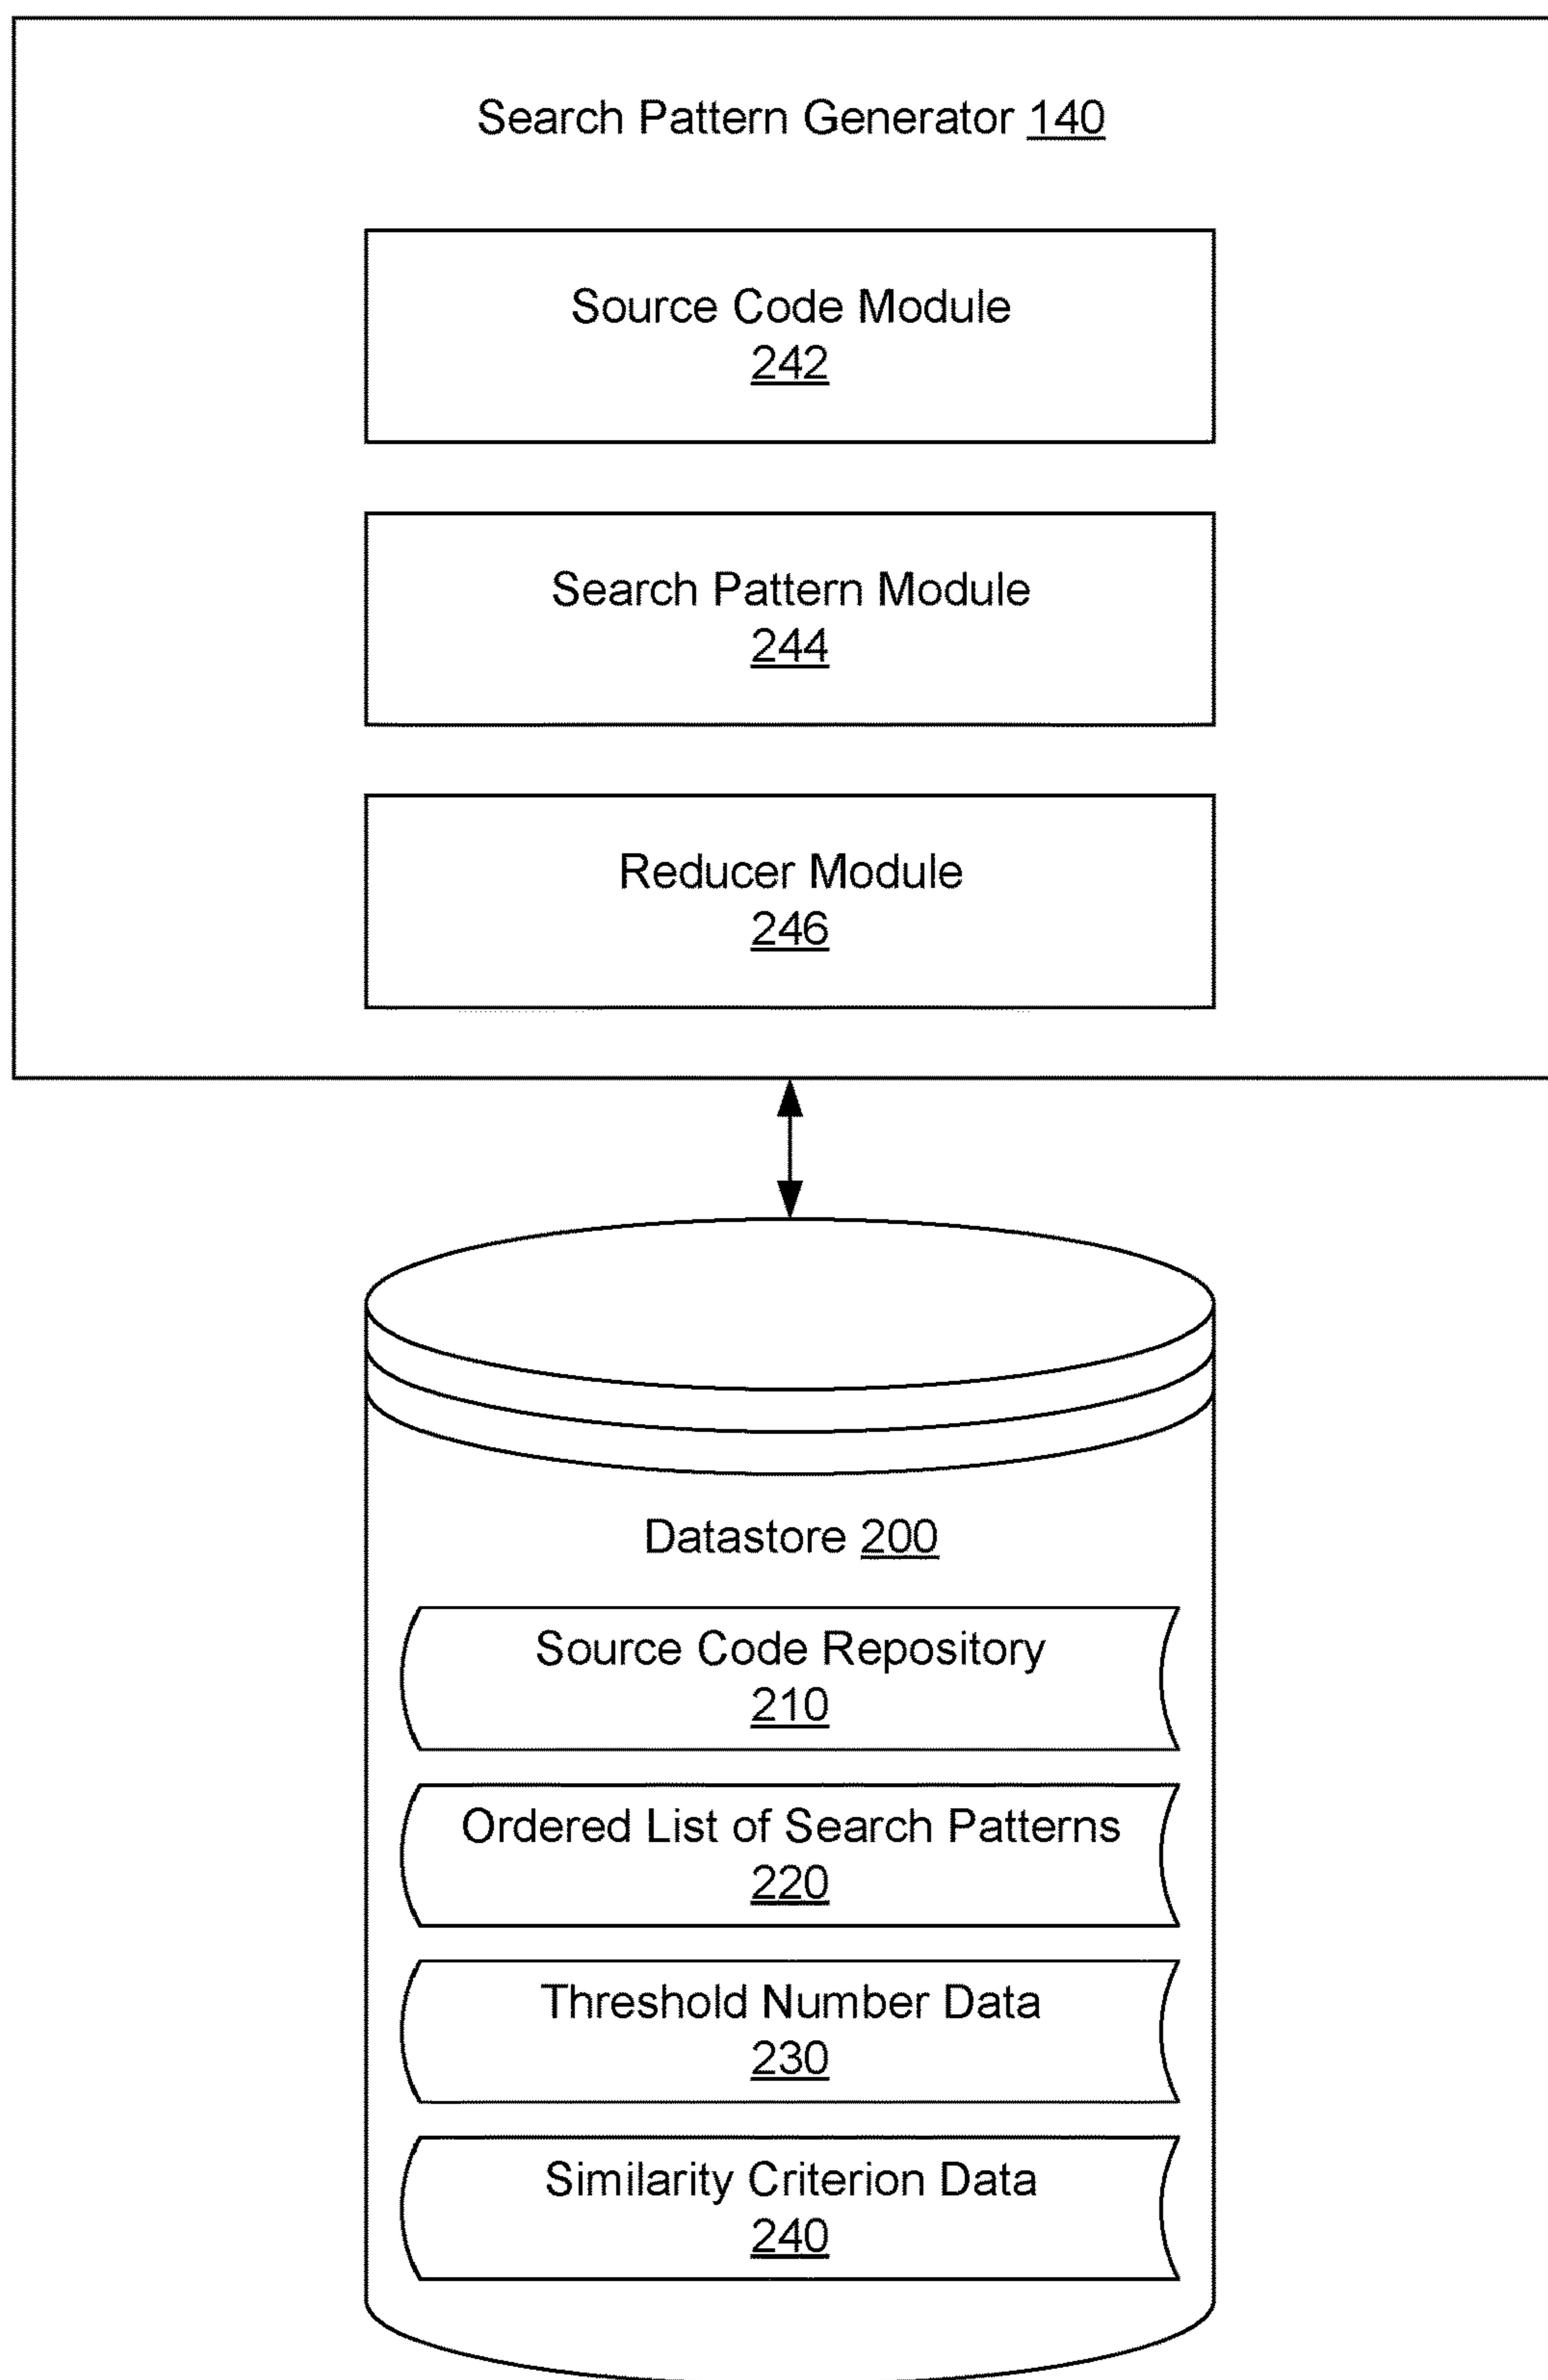 Search Pattern Generator 140
Source Code Module
242
Search Pattern Module
244
Reducer Module
246
Datastore 200
Source Code Repository
210
Ordered List of Search Patterns
220
Threshold Number Data
230
Similarity Criterion Data
240